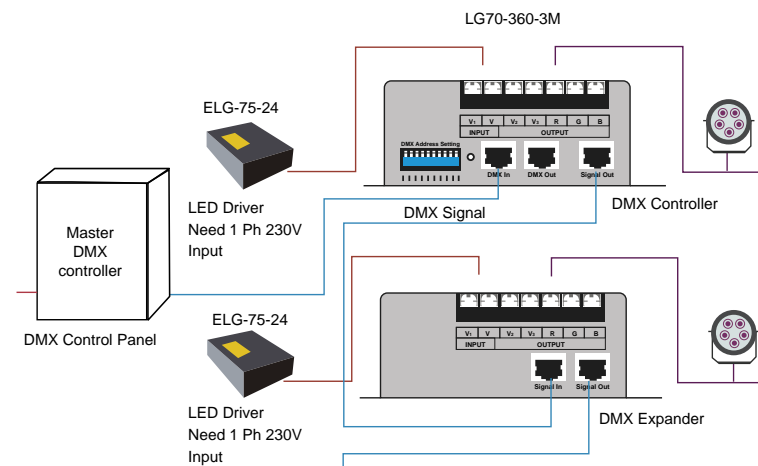 LG70-360-3M
ELG-75-24
V1 V V2 V3 R G B
INPUT OUTPUT
DMX Address Setting
DMX In DMX Out Signal Out
LED Driver
Need 1 Ph 230V
Input
DMX Signal
DMX Controller
Master
DMX
controller
DMX Control Panel
ELG-75-24
V1 V V2 V3 R G B
INPUT OUTPUT
Signal In Signal Out
LED Driver
Need 1 Ph 230V
Input
DMX Expander